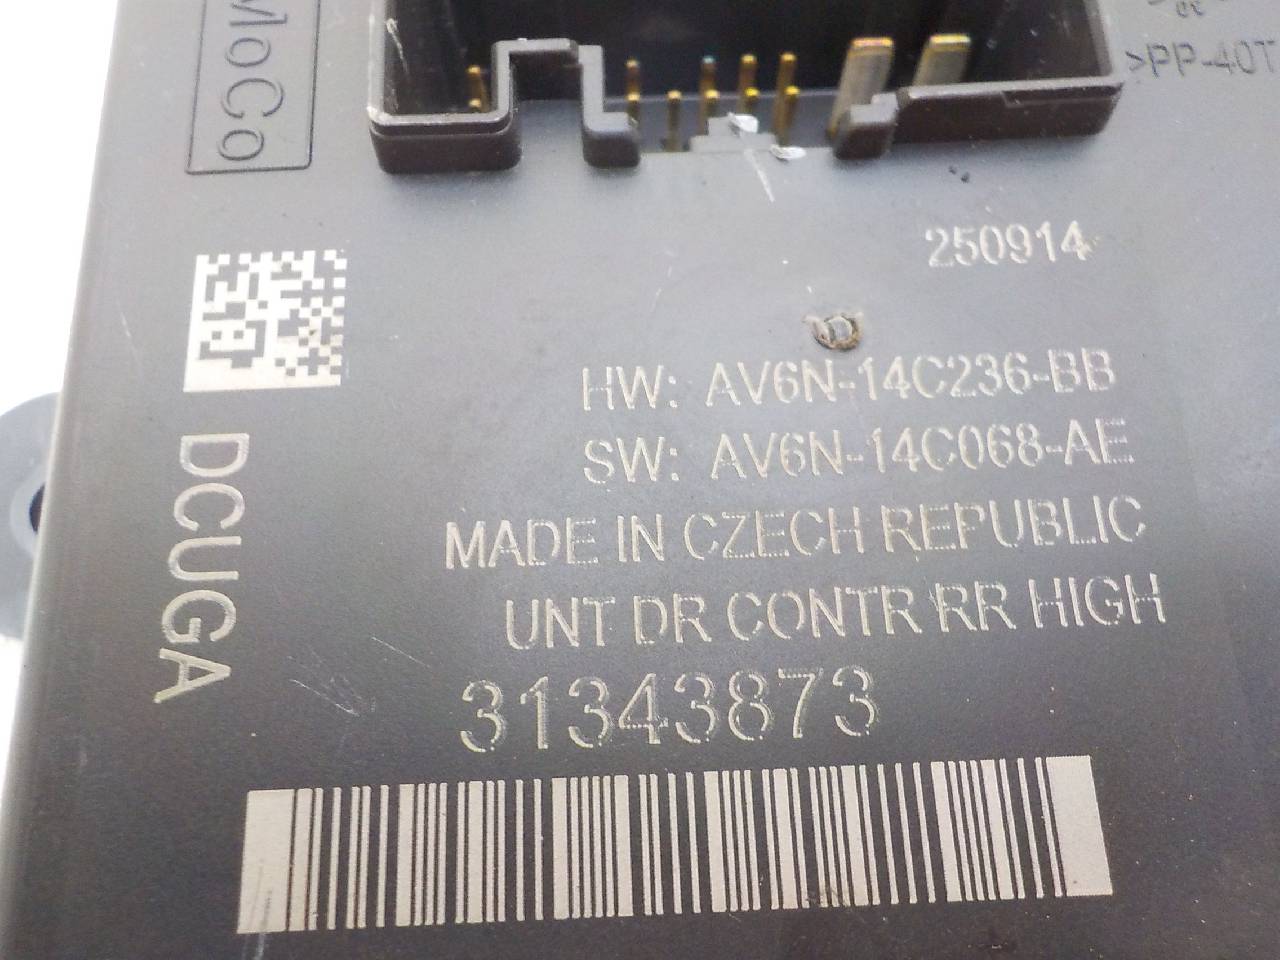 MoCo
>PP-40T
250914
HW: AV6N-14C236-BB
SW: AV6N-14C068-AE
MADE IN CZECH REPUBLIC
UNT DR CONTR RR HIGH
31343873
DCUGA